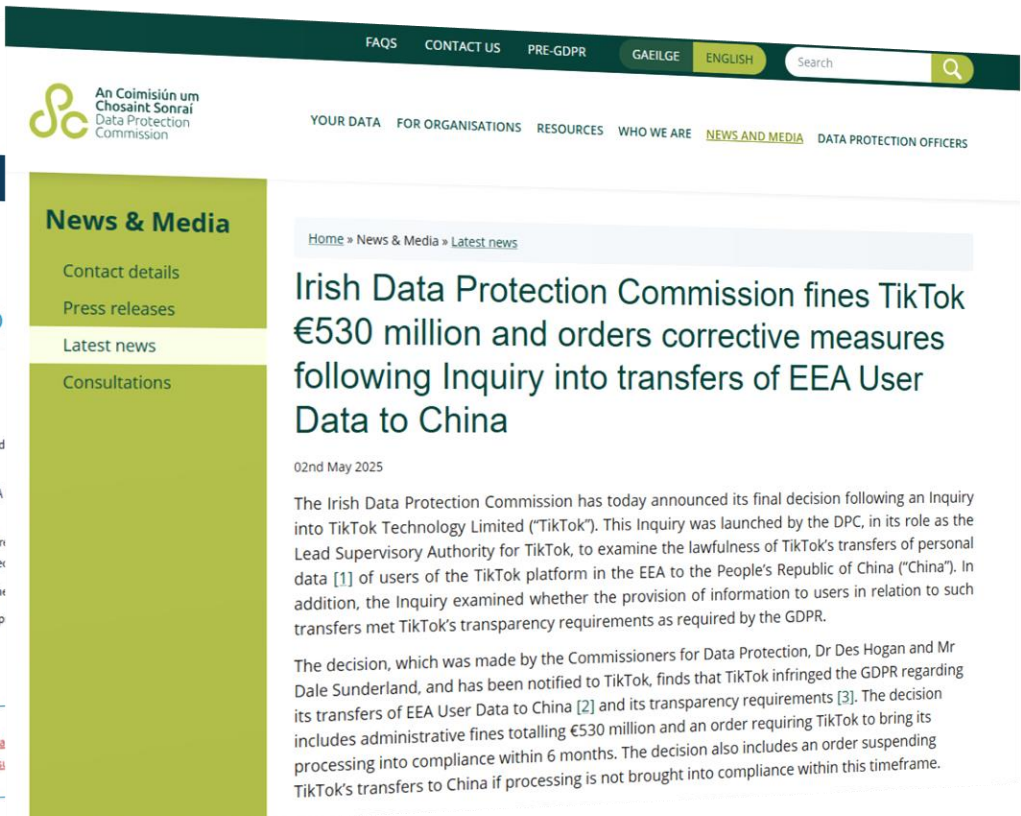 FAQS CONTACT US PRE-GDPR GAEILGE ENGLISH Search
An Coimisiún um
Chosaint Sonraí
Data Protection
Commission
YOUR DATA FOR ORGANISATIONS RESOURCES WHO WE ARE NEWS AND MEDIA DATA PROTECTION OFFICERS
News & Media
Contact details
Press releases
Latest news
Consultations
Home » News & Media » Latest news
Irish Data Protection Commission fines TikTok
€530 million and orders corrective measures
following Inquiry into transfers of EEA User
Data to China
02nd May 2025
The Irish Data Protection Commission has today announced its final decision following an Inquiry
into TikTok Technology Limited (“TikTok”). This Inquiry was launched by the DPC, in its role as the
Lead Supervisory Authority for TikTok, to examine the lawfulness of TikTok’s transfers of personal
data [1] of users of the TikTok platform in the EEA to the People’s Republic of China (“China”). In
addition, the Inquiry examined whether the provision of information to users in relation to such
transfers met TikTok’s transparency requirements as required by the GDPR.
The decision, which was made by the Commissioners for Data Protection, Dr Des Hogan and Mr
Dale Sunderland, and has been notified to TikTok, finds that TikTok infringed the GDPR regarding
its transfers of EEA User Data to China [2] and its transparency requirements [3]. The decision
includes administrative fines totalling €530 million and an order requiring TikTok to bring its
processing into compliance within 6 months. The decision also includes an order suspending
TikTok’s transfers to China if processing is not brought into compliance within this timeframe.